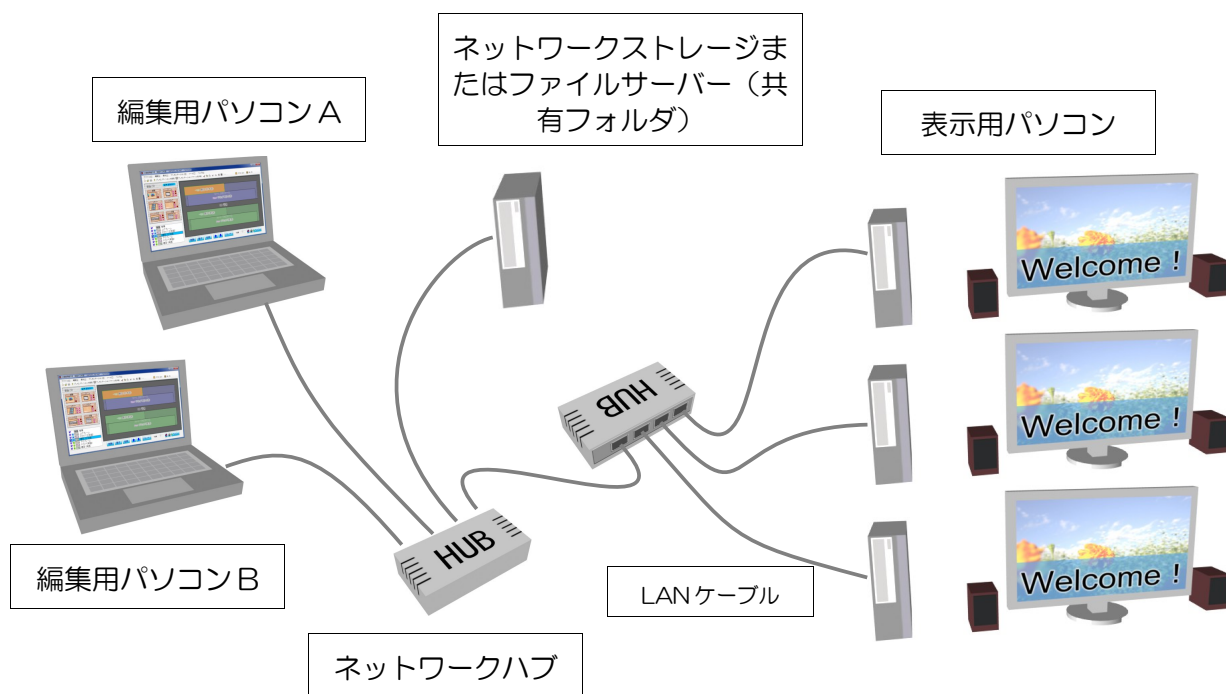 ネットワークストレージま
たはファイルサーバー（共
有フォルダ）
編集用パソコンA
表示用パソコン
Welcome !
Welcome !
Welcome !
HUB
HUB
編集用パソコンB
LANケーブル
ネットワークハブ